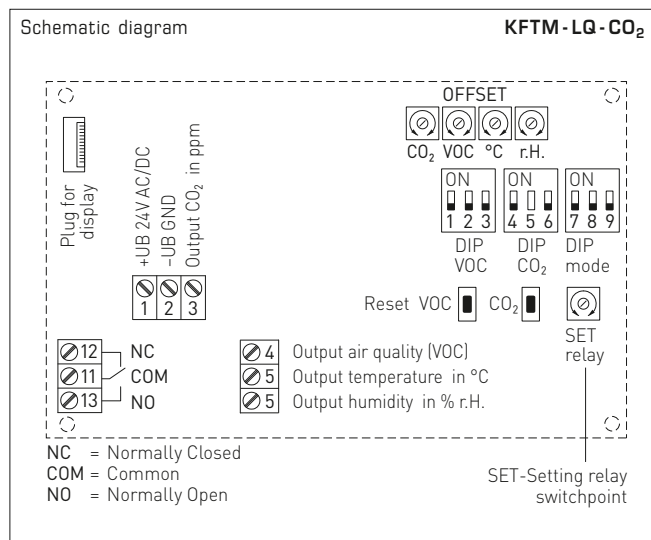 Schematic diagram KFTM-LQ-CO₂
OFFSET
CO₂ VOC °C r.H.
Plug for
display
+UB 24V AC/DC
-UB GND
Output CO₂ in ppm
1 2 3
ON ON ON
1 2 3 4 5 6 7 8 9
DIP
VOC
DIP
CO₂
DIP
mode
Reset VOC CO₂
SET
relay
12 NC
11 COM
13 NO
4 Output air quality (VOC)
5 Output temperature in °C
5 Output humidity in % r.H.
NC = Normally Closed
COM = Common
NO = Normally Open
SET-Setting relay
switchpoint